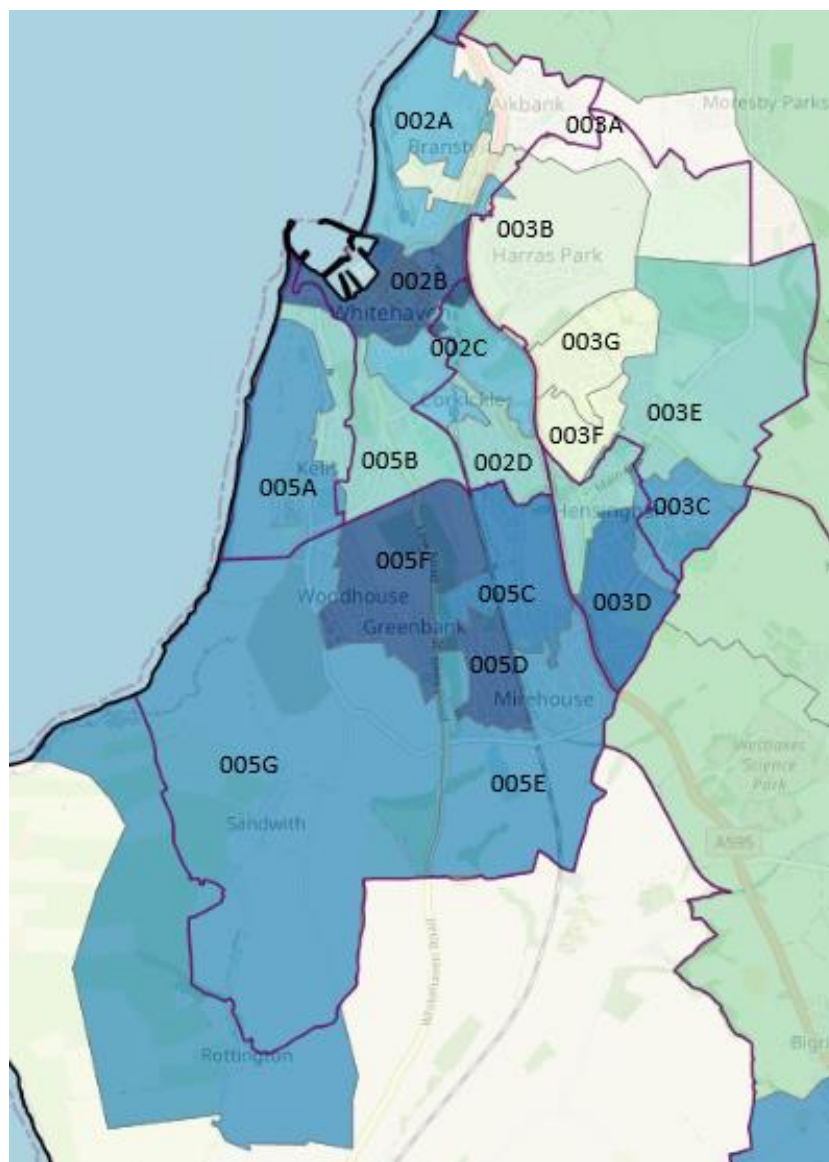 002A
Aikbank
003A
Moresby Parks
Bransty
003B
Harras Park
002B
Whitehaven
002C
003G
Corkickle
003E
003F
Kells
005B
002D
005A
Hensingham
003C
005F
005C
003D
Woodhouse
Greenbank
005D
Mirehouse
Westlakes
Science
Park
005G
005E
Sandwith
A595
Whitehaven Road
Rottington
Bigri